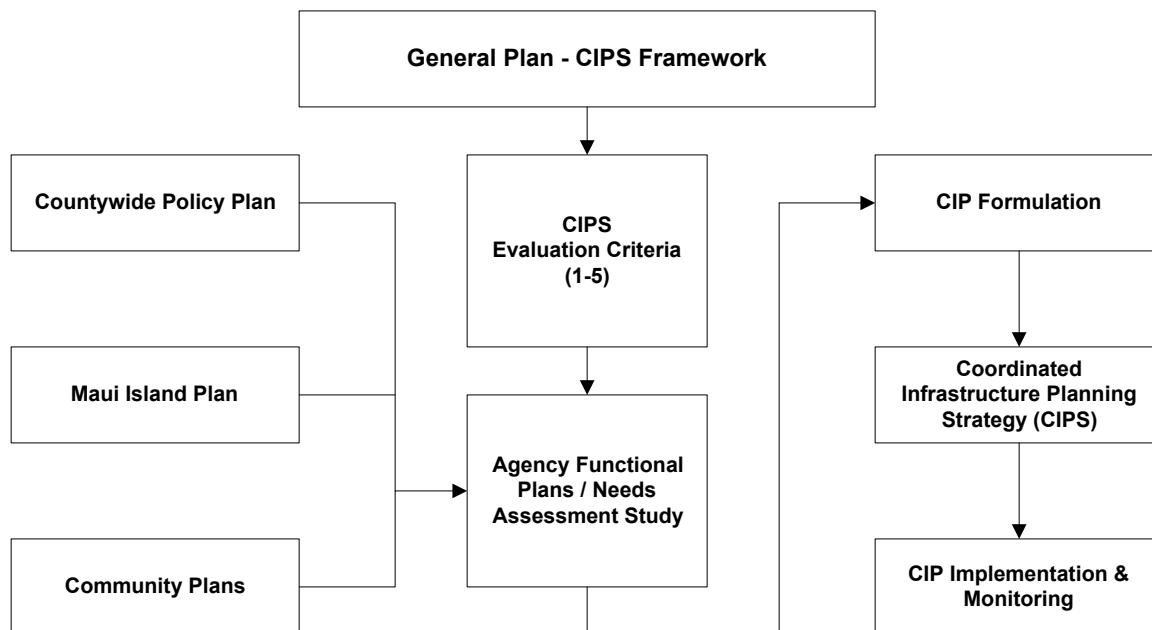 General Plan - CIPS Framework
Countywide Policy Plan
Maui Island Plan
Community Plans
CIPS
Evaluation Criteria
(1-5)
Agency Functional
Plans / Needs
Assessment Study
CIP Formulation
Coordinated
Infrastructure Planning
Strategy (CIPS)
CIP Implementation &
Monitoring